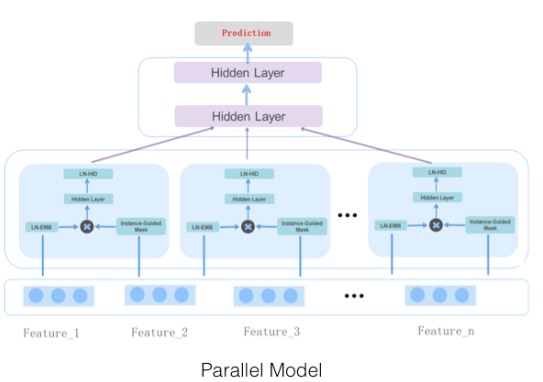 Prediction
Hidden Layer
Hidden Layer
LN-HID
LN-HID
LN-HID
Hidden Layer
Hidden Layer
Hidden Layer
LN-EMB
Instance-Guided
Mask
LN-EMB
Instance-Guided
Mask
LN-EMB
Instance-Guided
Mask
...
...
Feature_1
Feature_2
Feature_3
Feature_n
Parallel Model